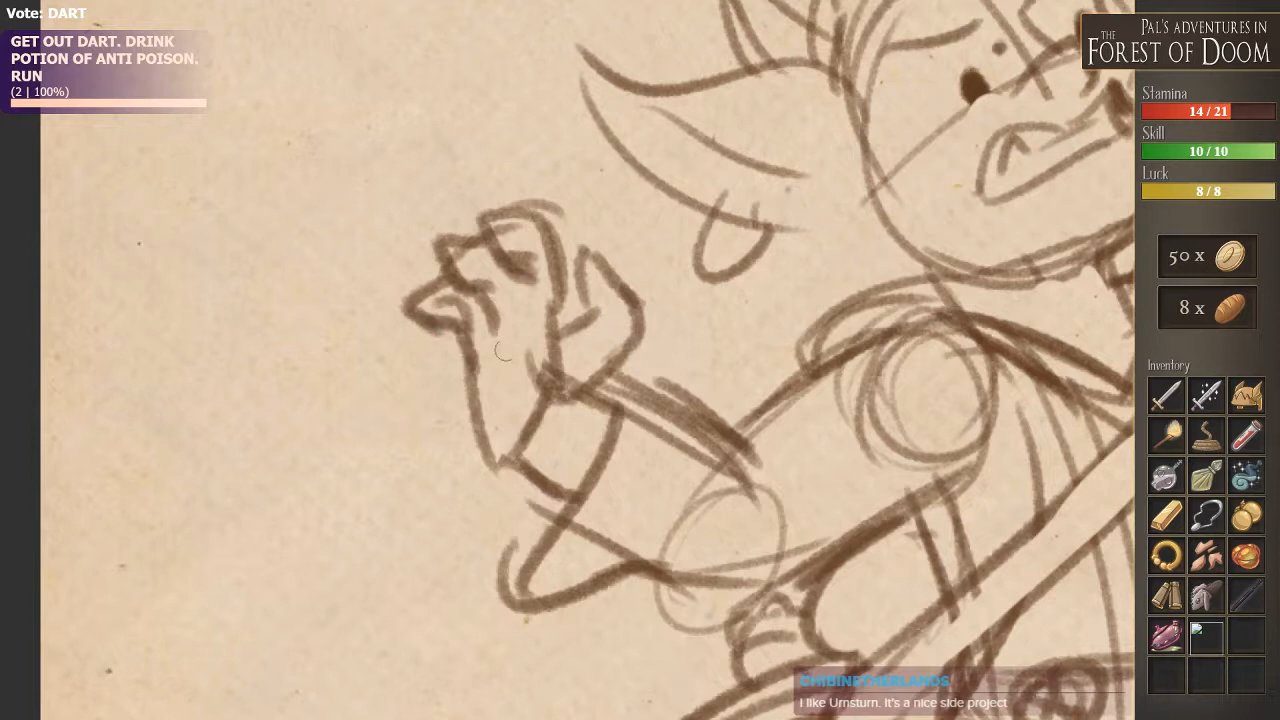 Vote: DART
GET OUT DART. DRINK
POTION OF ANTI POISON.
RUN
(2 | 100%)
PAL'S ADVENTURES IN
THE FOREST OF DOOM
Stamina
14 / 21
Skill
10 / 10
Luck
8 / 8
50 x
8 x
Inventory
CHIBINETHERLANDS
I like Urnsturn. It's a nice side project